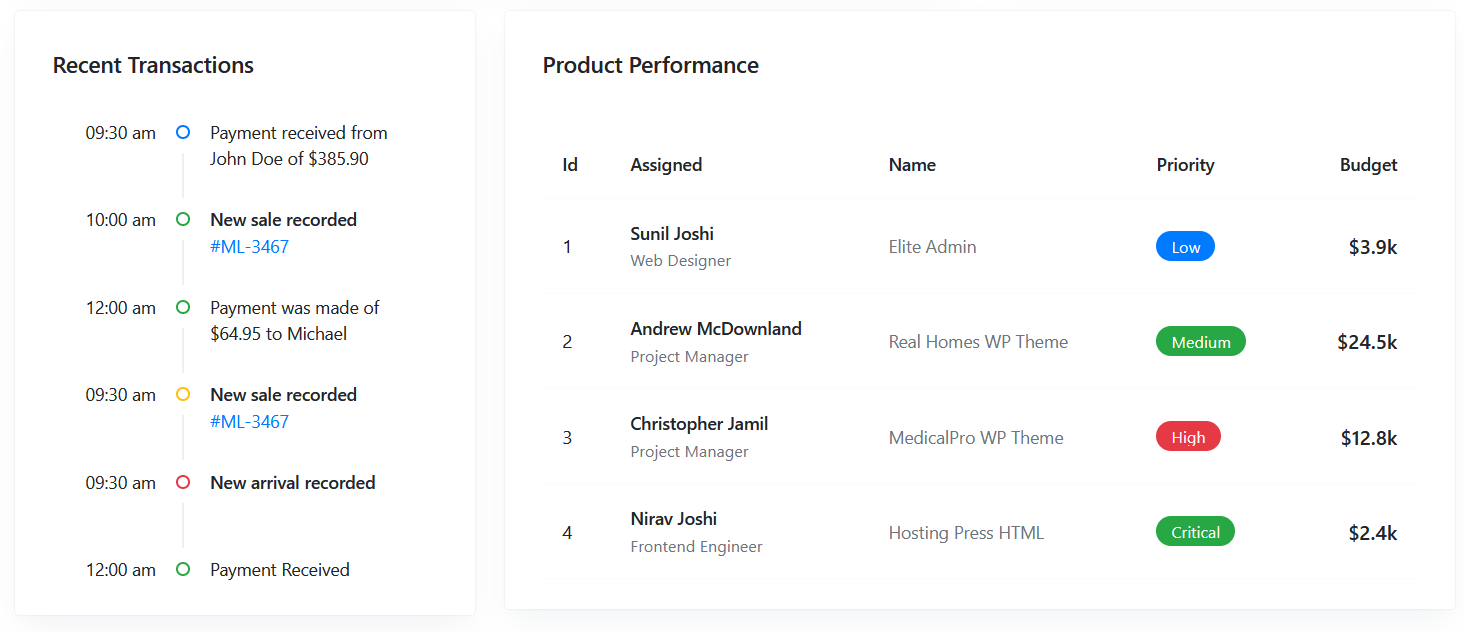 Recent Transactions
09:30 am Payment received from
John Doe of $385.90
10:00 am New sale recorded
#ML-3467
12:00 am Payment was made of
$64.95 to Michael
09:30 am New sale recorded
#ML-3467
09:30 am New arrival recorded
12:00 am Payment Received
Product Performance
Id Assigned Name Priority Budget
1 Sunil Joshi Elite Admin Low $3.9k
Web Designer
2 Andrew McDownland Real Homes WP Theme Medium $24.5k
Project Manager
3 Christopher Jamil MedicalPro WP Theme High $12.8k
Project Manager
4 Nirav Joshi Hosting Press HTML Critical $2.4k
Frontend Engineer